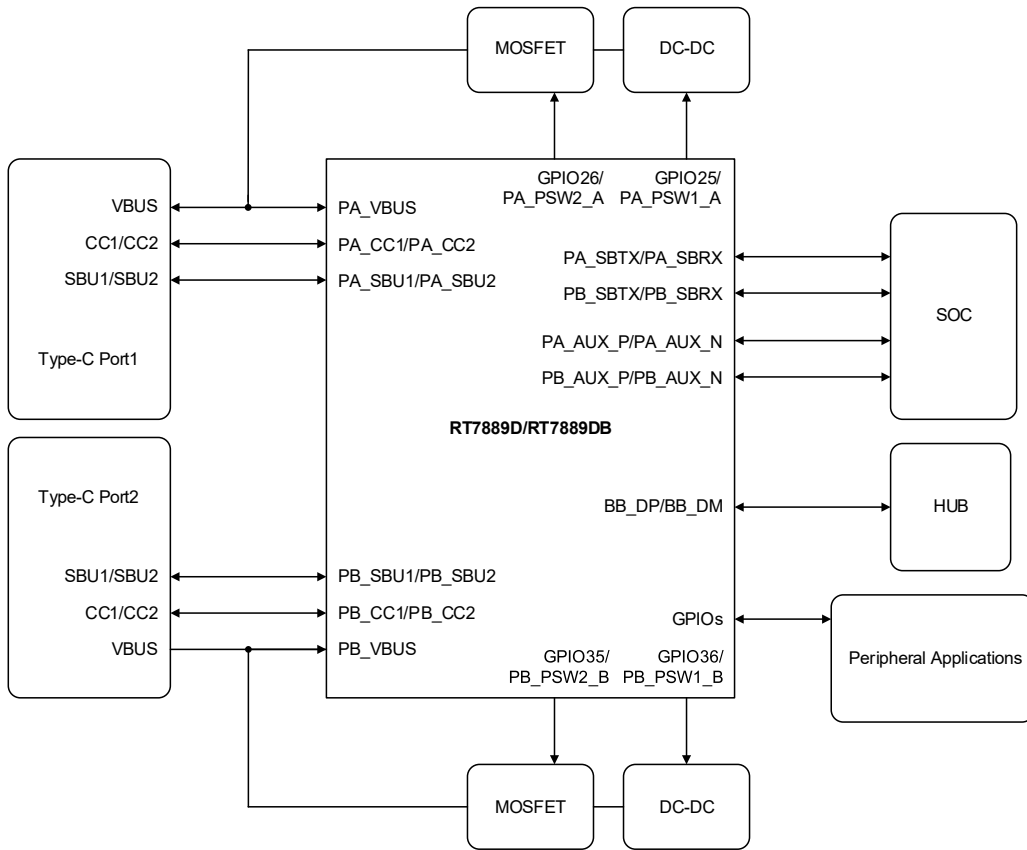 MOSFET
DC-DC
GPIO26/
PA_PSW2_A
GPIO25/
PA_PSW1_A
VBUS
CC1/CC2
SBU1/SBU2
Type-C Port1
PA_VBUS
PA_CC1/PA_CC2
PA_SBU1/PA_SBU2
PA_SBTX/PA_SBRX
PB_SBTX/PB_SBRX
PA_AUX_P/PA_AUX_N
PB_AUX_P/PB_AUX_N
SOC
RT7889D/RT7889DB
Type-C Port2
SBU1/SBU2
CC1/CC2
VBUS
PB_SBU1/PB_SBU2
PB_CC1/PB_CC2
PB_VBUS
BB_DP/BB_DM
HUB
GPIOs
Peripheral Applications
GPIO35/
PB_PSW2_B
GPIO36/
PB_PSW1_B
MOSFET
DC-DC